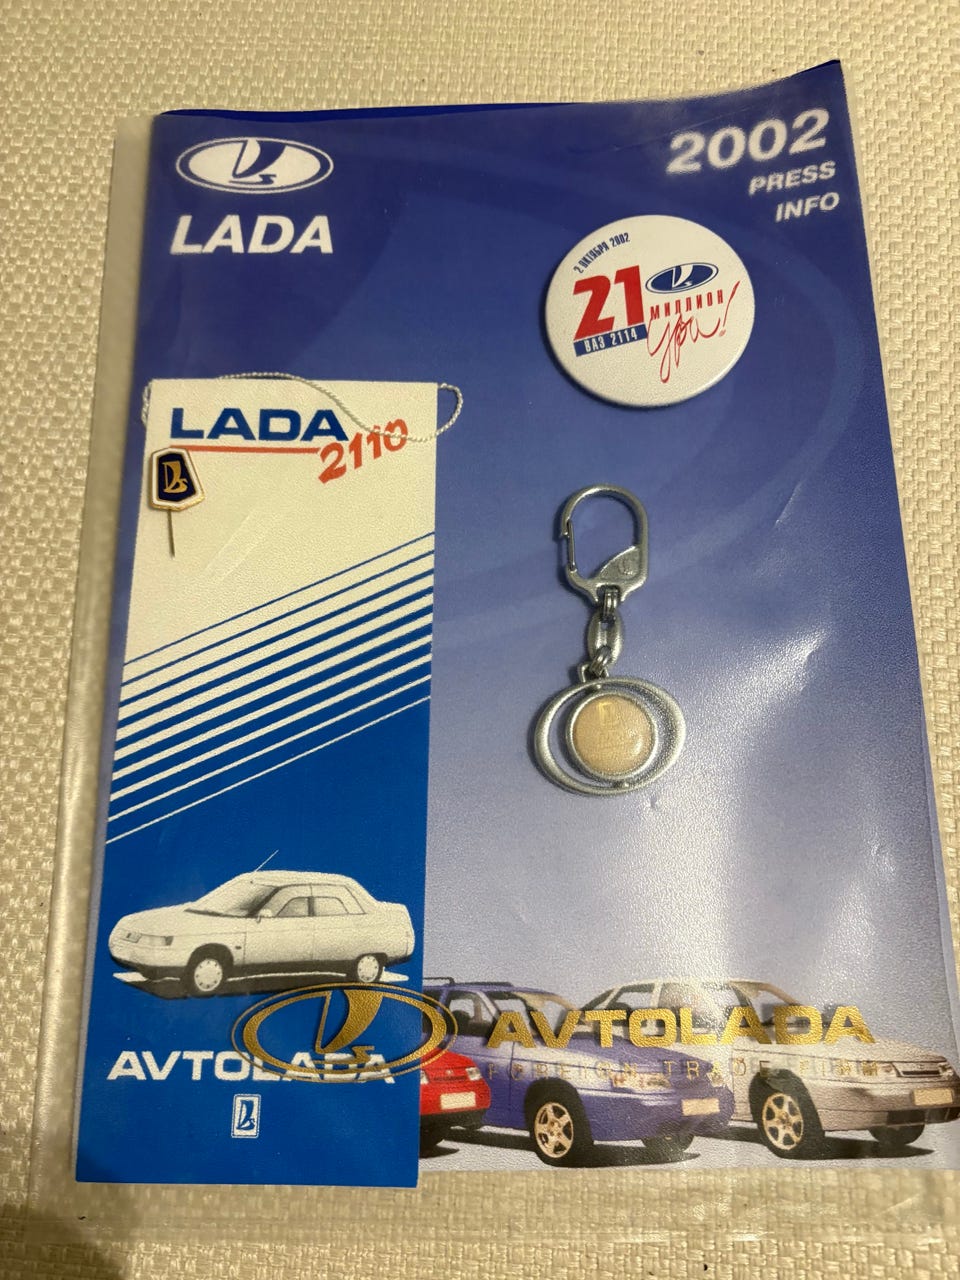 LADA
2002
PRESS
INFO
2 ОКТЯБРЯ 2002
21
МИЛЛИОН
ВАЗ 2114
Ура!
LADA
2110
AVTOLADA
AVTOLADA
FOREIGN TRADE FIRM